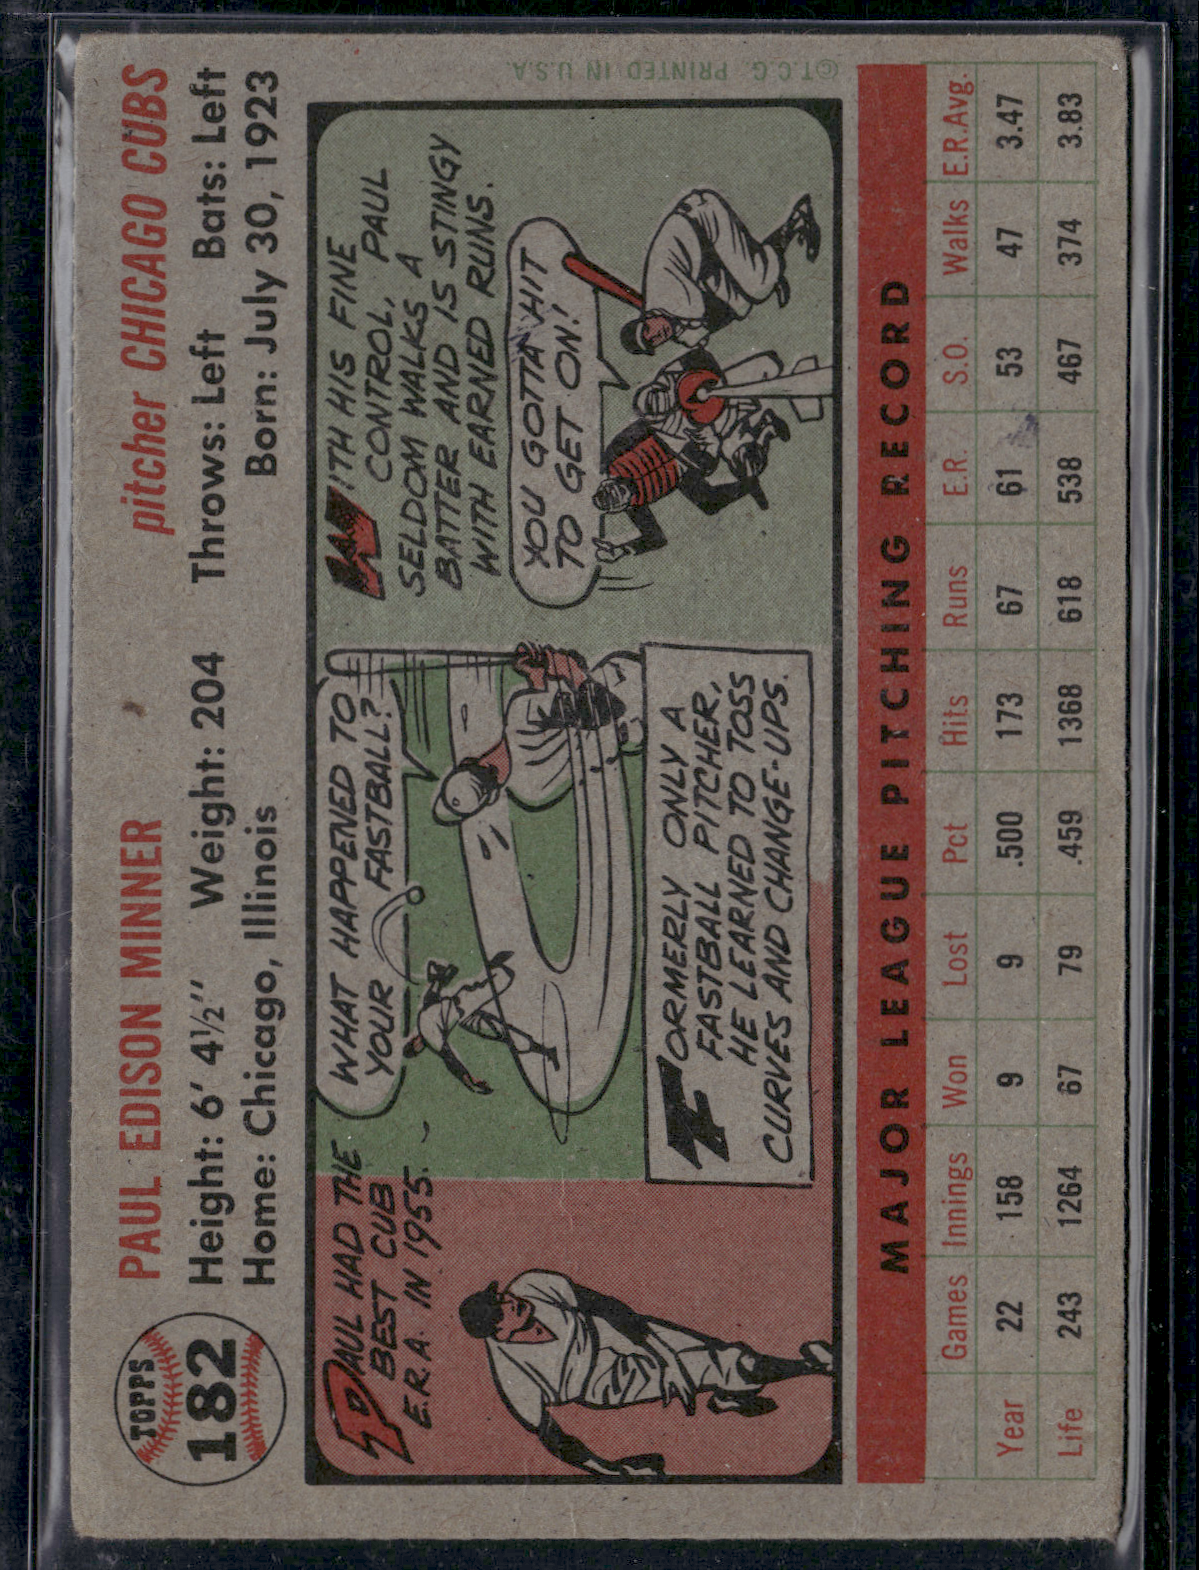 TOPPS
182
PAUL EDISON MINNER
pitcher CHICAGO CUBS
Height: 6' 4½" Weight: 204 Throws: Left Bats: Left
Home: Chicago, Illinois Born: July 30, 1923
PAUL HAD THE
BEST CUB
E.R.A. IN 1955.
WHAT HAPPENED TO
YOUR FASTBALL?
FORMERLY ONLY A
FASTBALL PITCHER,
HE LEARNED TO TOSS
CURVES AND CHANGE-UPS.
WITH HIS FINE
CONTROL, PAUL
SELDOM WALKS A
BATTER AND IS STINGY
WITH EARNED RUNS.
YOU GOTTA HIT
TO GET ON!
©T.C.G. PRINTED IN U.S.A.
MAJOR LEAGUE PITCHING RECORD
Games Innings Won Lost Pct Hits Runs E.R. S.O. Walks E.R.Avg.
Year 22 158 9 9 .500 173 67 61 53 47 3.47
Life 243 1264 67 79 .459 1368 618 538 467 374 3.83